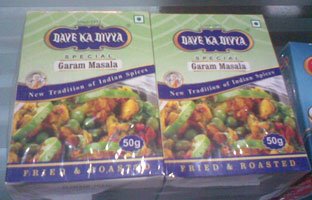 DAVE KA DIVYA
SPECIAL
Garam Masala
New Tradition of Indian Spices
50g
FRIED & ROASTED
DAVE KA DIVYA
SPECIAL
Garam Masala
New Tradition of Indian Spices
50g
FRIED & ROASTED